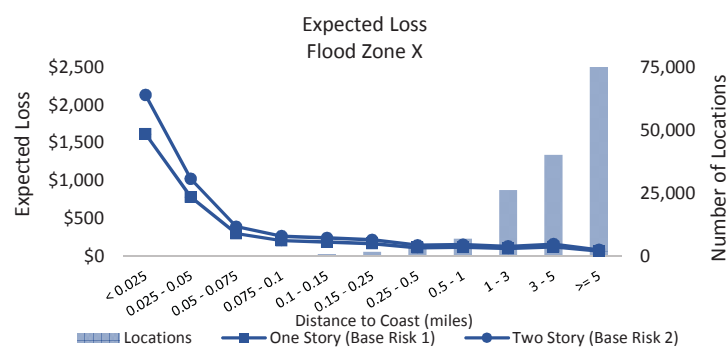 Expected Loss
Flood Zone X
$2,500
$2,000
$1,500
$1,000
$500
$0
Expected Loss
75,000
50,000
25,000
0
Number of Locations
< 0.025
0.025 - 0.05
0.05 - 0.075
0.075 - 0.1
0.1 - 0.15
0.15 - 0.25
0.25 - 0.5
0.5 - 1
1 - 3
3 - 5
>= 5
Distance to Coast (miles)
Locations One Story (Base Risk 1) Two Story (Base Risk 2)